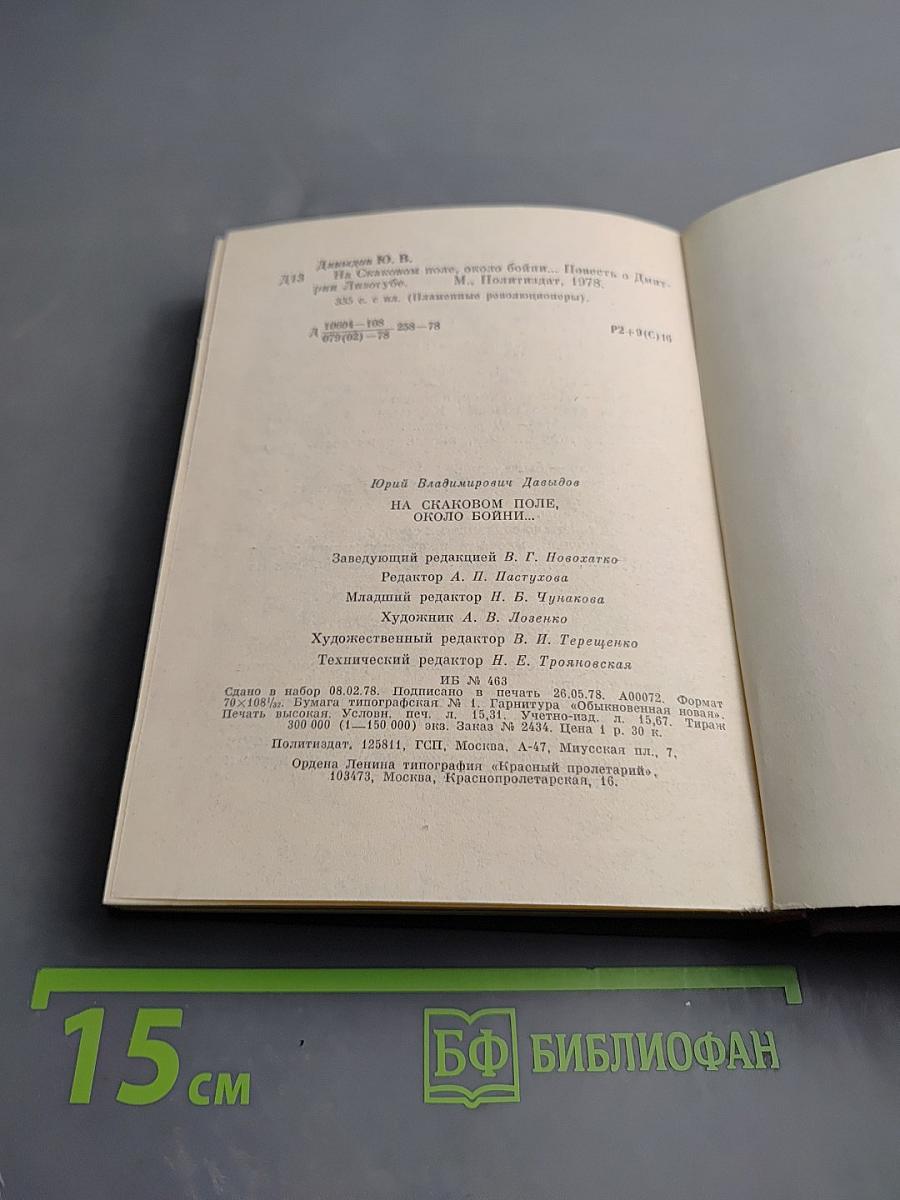 Давыдов Ю. В.
Д13 На Скаковом поле, около бойни... Повесть о Дмит-
рии Лизогубе. М., Политиздат, 1978.
335 с. с ил. (Пламенные революционеры).
Д 10604—108
079(02)—78 258—78 Р2+9(С)16
Юрий Владимирович Давыдов
НА СКАКОВОМ ПОЛЕ,
ОКОЛО БОЙНИ...
Заведующий редакцией В. Г. Новохатко
Редактор А. П. Пастухова
Младший редактор Н. Б. Чунакова
Художник А. В. Лозенко
Художественный редактор В. И. Терещенко
Технический редактор Н. Е. Трояновская
ИБ № 463
Сдано в набор 08.02.78. Подписано в печать 26.05.78. А00072. Формат
70×108¹/₃₂. Бумага типографская № 1. Гарнитура «Обыкновенная новая».
Печать высокая. Условн. печ. л. 15,31. Учетно-изд. л. 15,67. Тираж
300 000 (1—150 000) экз. Заказ № 2434. Цена 1 р. 30 к.
Политиздат, 125811, ГСП, Москва, А-47, Миусская пл., 7.
Ордена Ленина типография «Красный пролетарий».
103473, Москва, Краснопролетарская, 16.
15 см
БФ БИБЛИОФАН